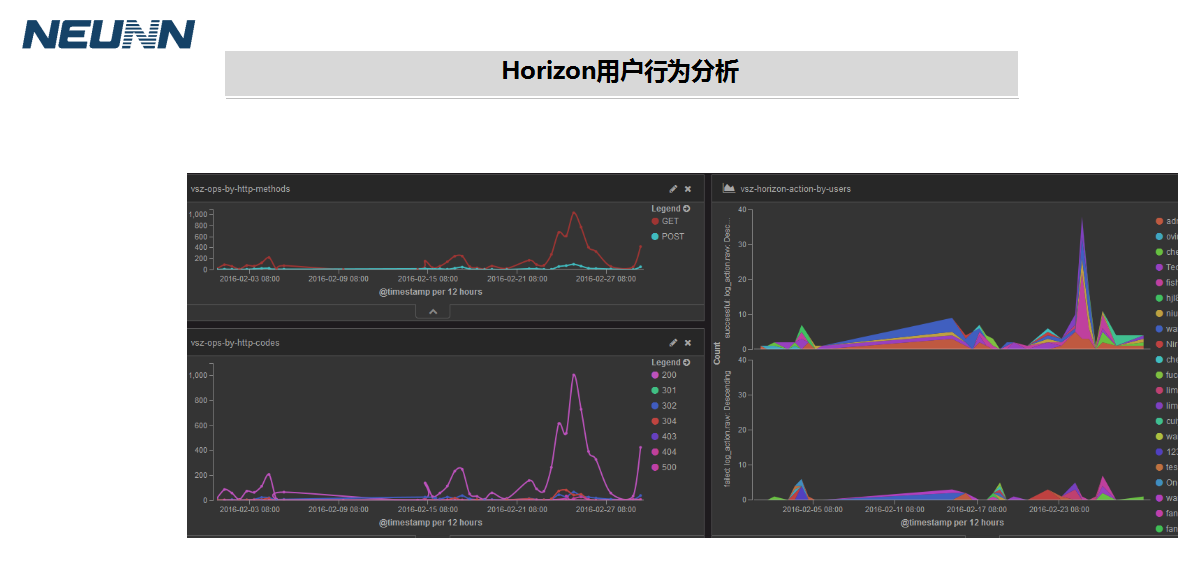 NEUNN
Horizon用户行为分析
vsz-ops-by-http-methods
Legend
GET
POST
1,000
800
600
400
200
0
2016-02-03 08:00 2016-02-09 08:00 2016-02-15 08:00 2016-02-21 08:00 2016-02-27 08:00
@timestamp per 12 hours
vsz-ops-by-http-codes
Legend
200
301
302
304
403
404
500
1,000
800
600
400
200
0
2016-02-03 08:00 2016-02-09 08:00 2016-02-15 08:00 2016-02-21 08:00 2016-02-27 08:00
@timestamp per 12 hours
vsz-horizon-action-by-users
Count
successful: log_action.raw: Desc...
40
30
20
10
0
failed: log_action.raw: Descending
40
30
20
10
0
2016-02-05 08:00 2016-02-11 08:00 2016-02-17 08:00 2016-02-23 08:00
@timestamp per 12 hours
che
Tec
fish
niu
wa
che
fuc
lim
lim
wa
123
tes
On
wa
fan
fan